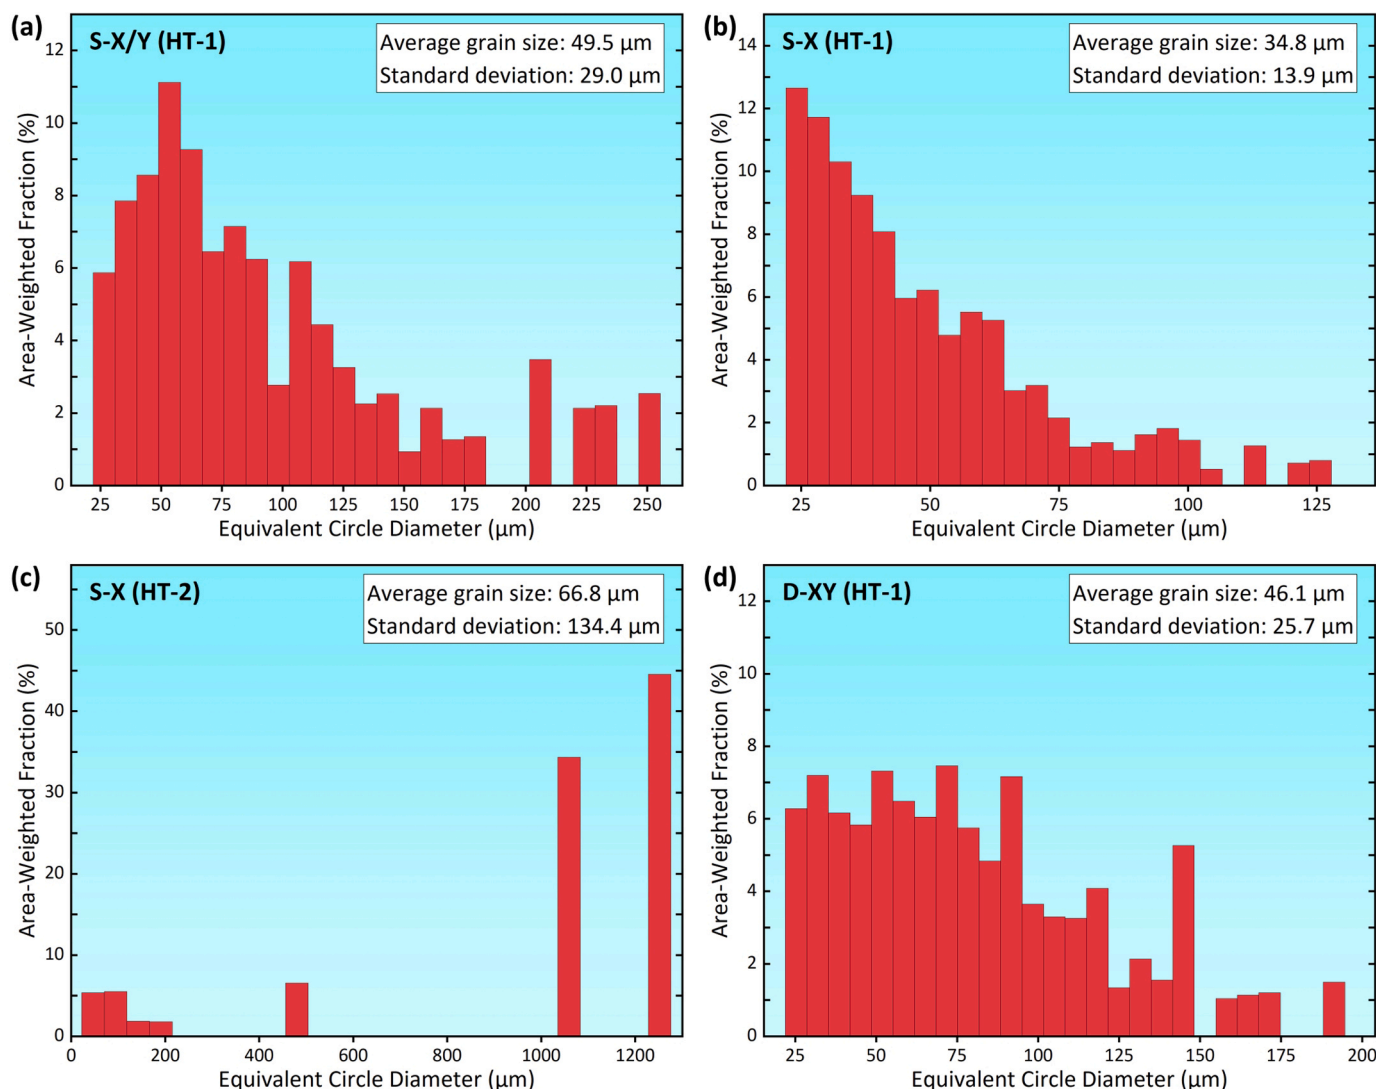 (a)
S-X/Y (HT-1)
Average grain size: 49.5 µm
Standard deviation: 29.0 µm
12
10
8
6
4
2
0
Area-Weighted Fraction (%)
25 50 75 100 125 150 175 200 225 250
Equivalent Circle Diameter (µm)
(b)
S-X (HT-1)
Average grain size: 34.8 µm
Standard deviation: 13.9 µm
14
12
10
8
6
4
2
0
Area-Weighted Fraction (%)
25 50 75 100 125
Equivalent Circle Diameter (µm)
(c)
S-X (HT-2)
Average grain size: 66.8 µm
Standard deviation: 134.4 µm
50
40
30
20
10
0
Area-Weighted Fraction (%)
0 200 400 600 800 1000 1200
Equivalent Circle Diameter (µm)
(d)
D-XY (HT-1)
Average grain size: 46.1 µm
Standard deviation: 25.7 µm
12
10
8
6
4
2
0
Area-Weighted Fraction (%)
25 50 75 100 125 150 175 200
Equivalent Circle Diameter (µm)